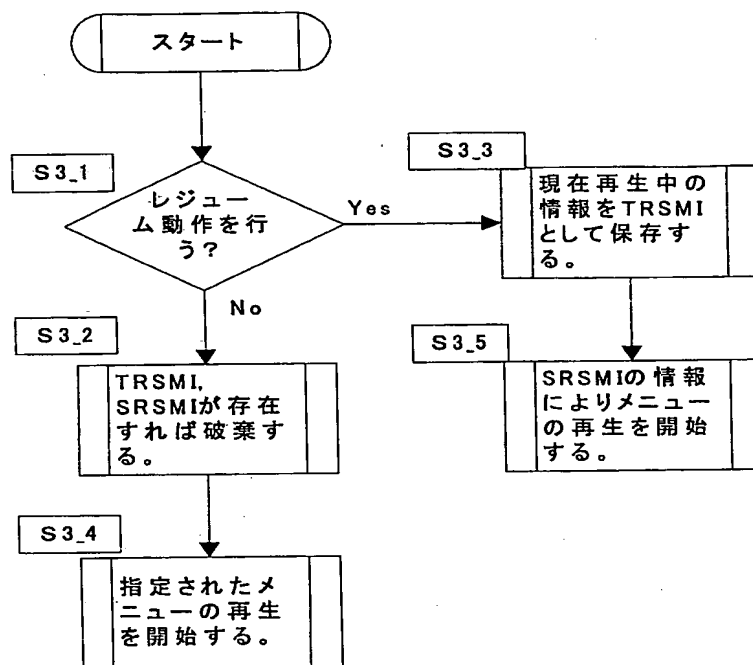 スタート
S3_1
レジュー
ム動作を行
う?
Yes
No
S3_3
現在再生中の
情報をTRSMI
として保存す
る。
S3_2
TRSMI,
SRSMIが存在
すれば破棄す
る。
S3_5
SRSMIの情報
によりメニュー
の再生を開始
する。
S3_4
指定されたメ
ニューの再生
を開始する。